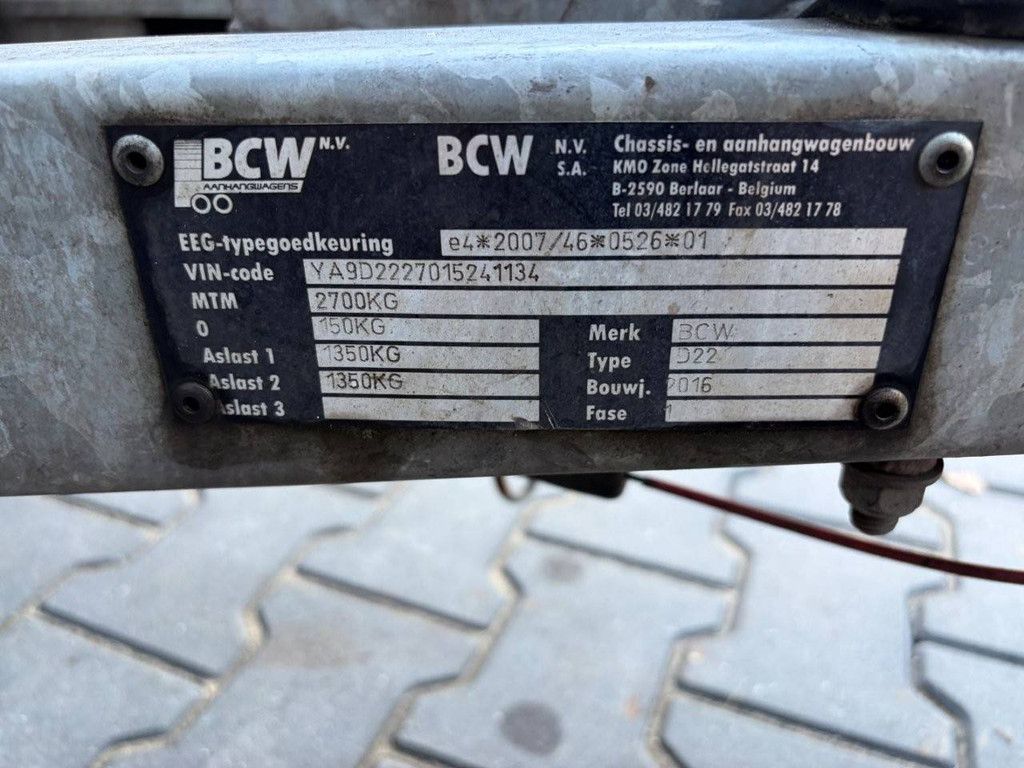 BCW N.V.
AANHANGWAGENS
BCW N.V. S.A.
Chassis- en aanhangwagenbouw
KMO Zone Hollegatstraat 14
B-2590 Berlaar - Belgium
Tel 03/482 17 79 Fax 03/482 17 78
EEG-typegoedkeuring e4*2007/46*0526*01
VIN-code YA9D2227015241134
MTM 2700KG
0 150KG
Aslast 1 1350KG
Aslast 2 1350KG
Aslast 3
Merk BCW
Type D22
Bouwj. 2016
Fase 1